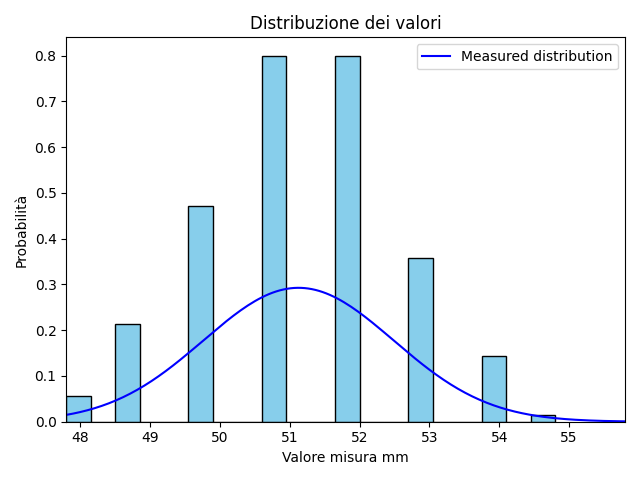 Distribuzione dei valori
Measured distribution
0.8
0.7
0.6
0.5
0.4
0.3
0.2
0.1
0.0
Probabilità
48 49 50 51 52 53 54 55
Valore misura mm